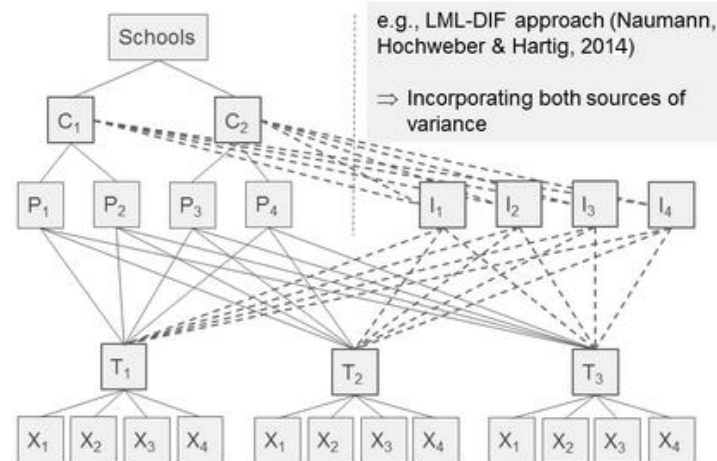 e.g., LML-DIF approach (Naumann,
Hochweber & Hartig, 2014)
⇒ Incorporating both sources of
variance
Schools
C₁ C₂
P₁ P₂ P₃ P₄ I₁ I₂ I₃ I₄
T₁ T₂ T₃
X₁ X₂ X₃ X₄ X₁ X₂ X₃ X₄ X₁ X₂ X₃ X₄